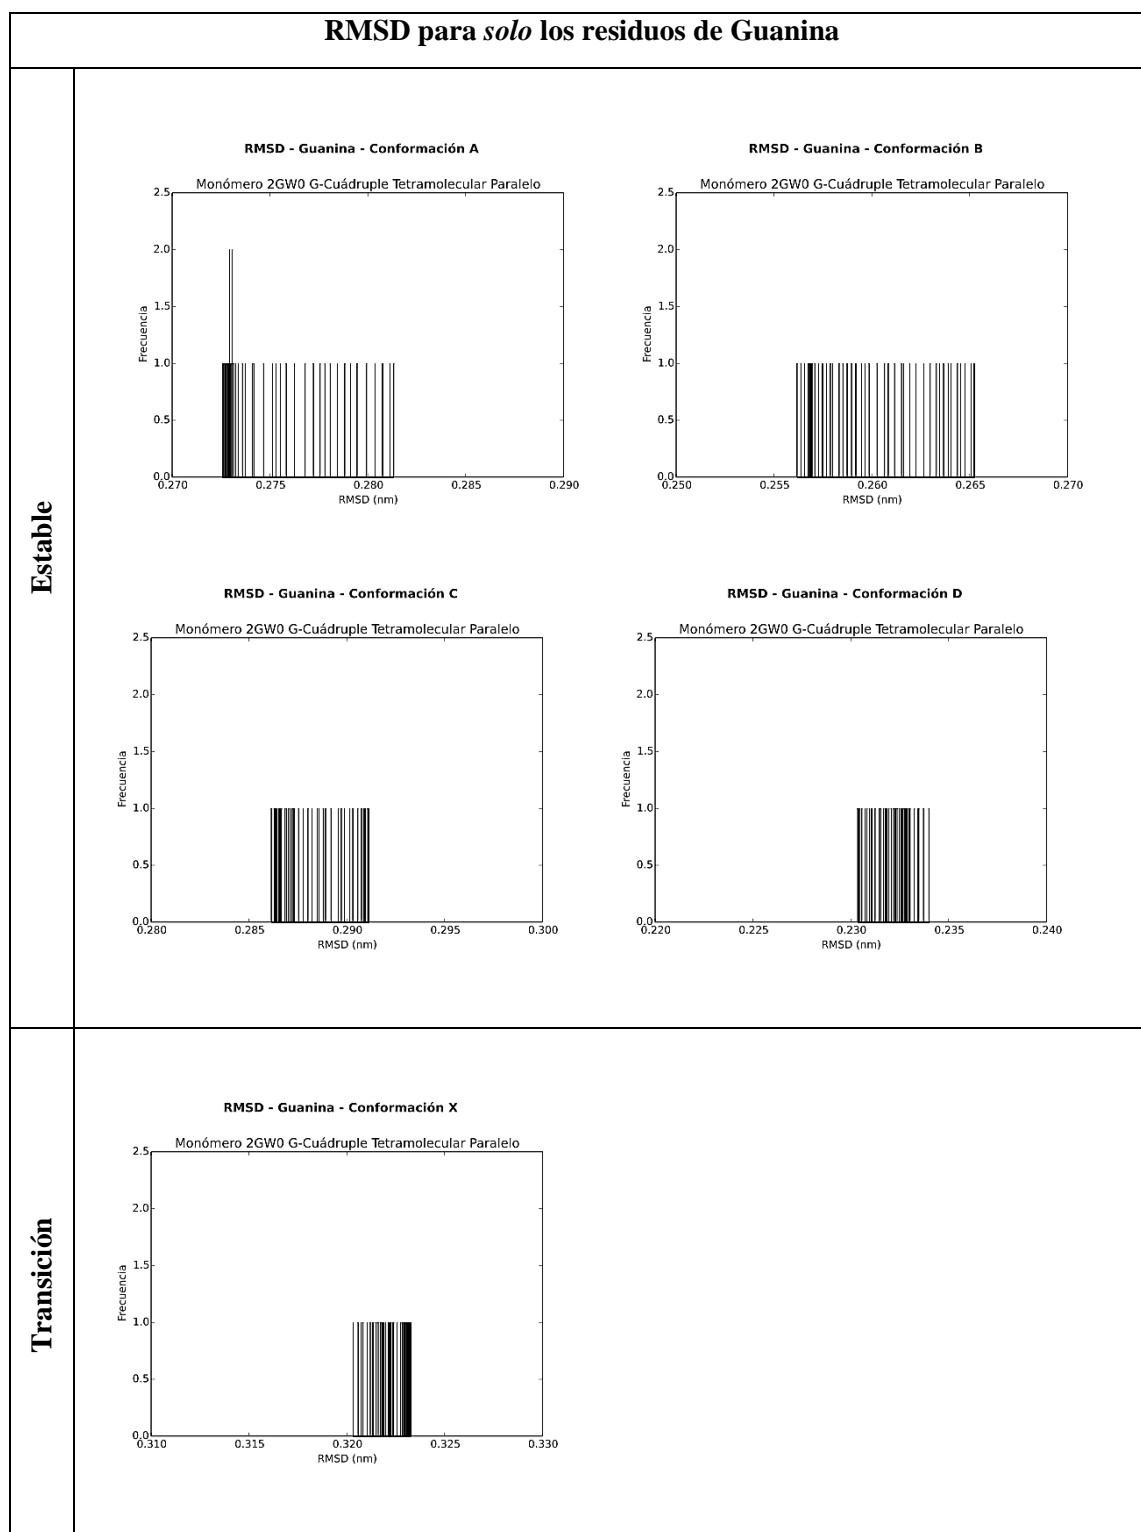 RMSD para solo los residuos de Guanina
Estable
RMSD - Guanina - Conformación A
Monómero 2GW0 G-Cuádruple Tetramolecular Paralelo
2.5
2.0
1.5
1.0
0.5
0.0
Frecuencia
0.270 0.275 0.280 0.285 0.290
RMSD (nm)
RMSD - Guanina - Conformación B
Monómero 2GW0 G-Cuádruple Tetramolecular Paralelo
2.5
2.0
1.5
1.0
0.5
0.0
Frecuencia
0.250 0.255 0.260 0.265 0.270
RMSD (nm)
RMSD - Guanina - Conformación C
Monómero 2GW0 G-Cuádruple Tetramolecular Paralelo
2.5
2.0
1.5
1.0
0.5
0.0
Frecuencia
0.280 0.285 0.290 0.295 0.300
RMSD (nm)
RMSD - Guanina - Conformación D
Monómero 2GW0 G-Cuádruple Tetramolecular Paralelo
2.5
2.0
1.5
1.0
0.5
0.0
Frecuencia
0.220 0.225 0.230 0.235 0.240
RMSD (nm)
Transición
RMSD - Guanina - Conformación X
Monómero 2GW0 G-Cuádruple Tetramolecular Paralelo
2.5
2.0
1.5
1.0
0.5
0.0
Frecuencia
0.310 0.315 0.320 0.325 0.330
RMSD (nm)